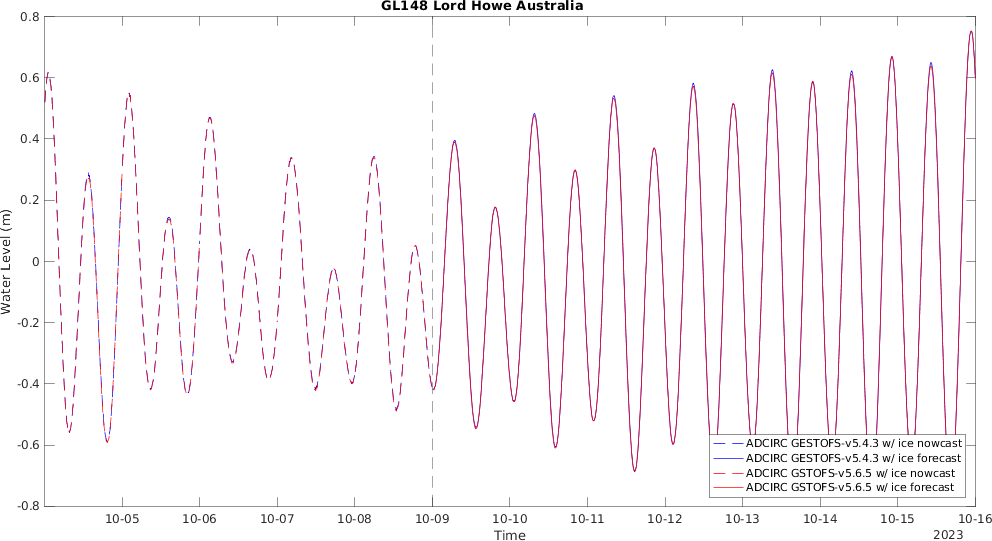 GL148 Lord Howe Australia
0.8
0.6
0.4
0.2
0
-0.2
-0.4
-0.6
-0.8
Water Level (m)
ADCIRC GESTOFS-v5.4.3 w/ ice nowcast
ADCIRC GESTOFS-v5.4.3 w/ ice forecast
ADCIRC GSTOFS-v5.6.5 w/ ice nowcast
ADCIRC GSTOFS-v5.6.5 w/ ice forecast
10-05 10-06 10-07 10-08 10-09 10-10 10-11 10-12 10-13 10-14 10-15 10-16
Time
2023